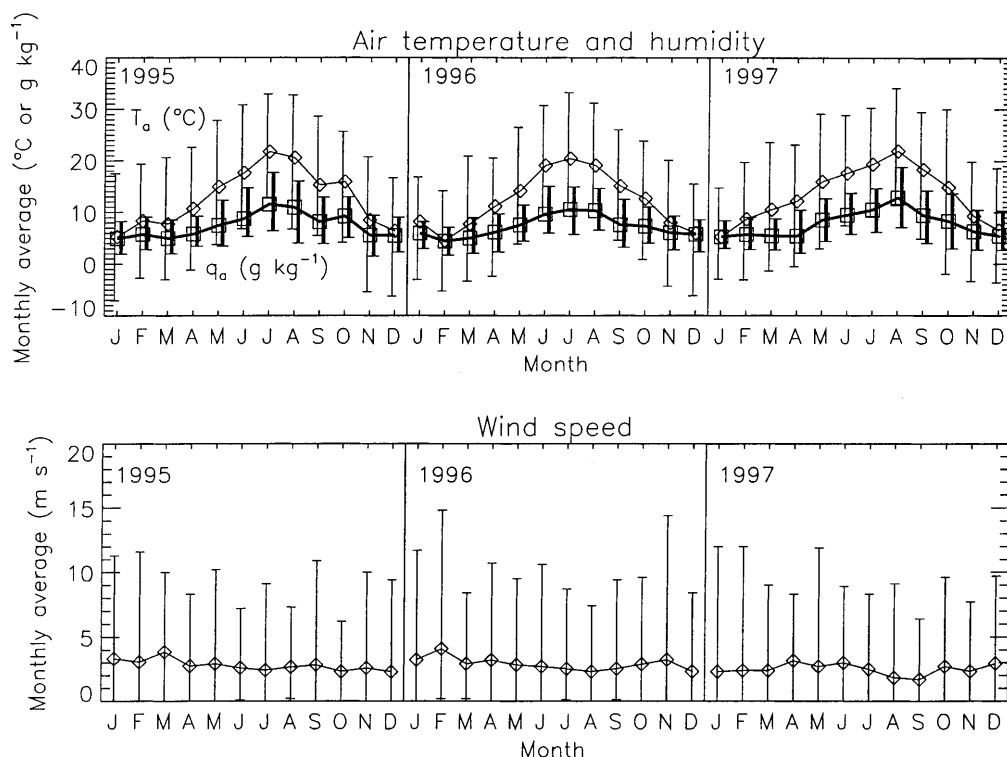 Air temperature and humidity
Monthly average (°C or g kg⁻¹)
40
30
20
10
0
−10
1995
1996
1997
Tₐ (°C)
qₐ (g kg⁻¹)
J F M A M J J A S O N D J F M A M J J A S O N D J F M A M J J A S O N D
Month
Wind speed
Monthly average (m s⁻¹)
20
15
10
5
0
1995
1996
1997
J F M A M J J A S O N D J F M A M J J A S O N D J F M A M J J A S O N D
Month